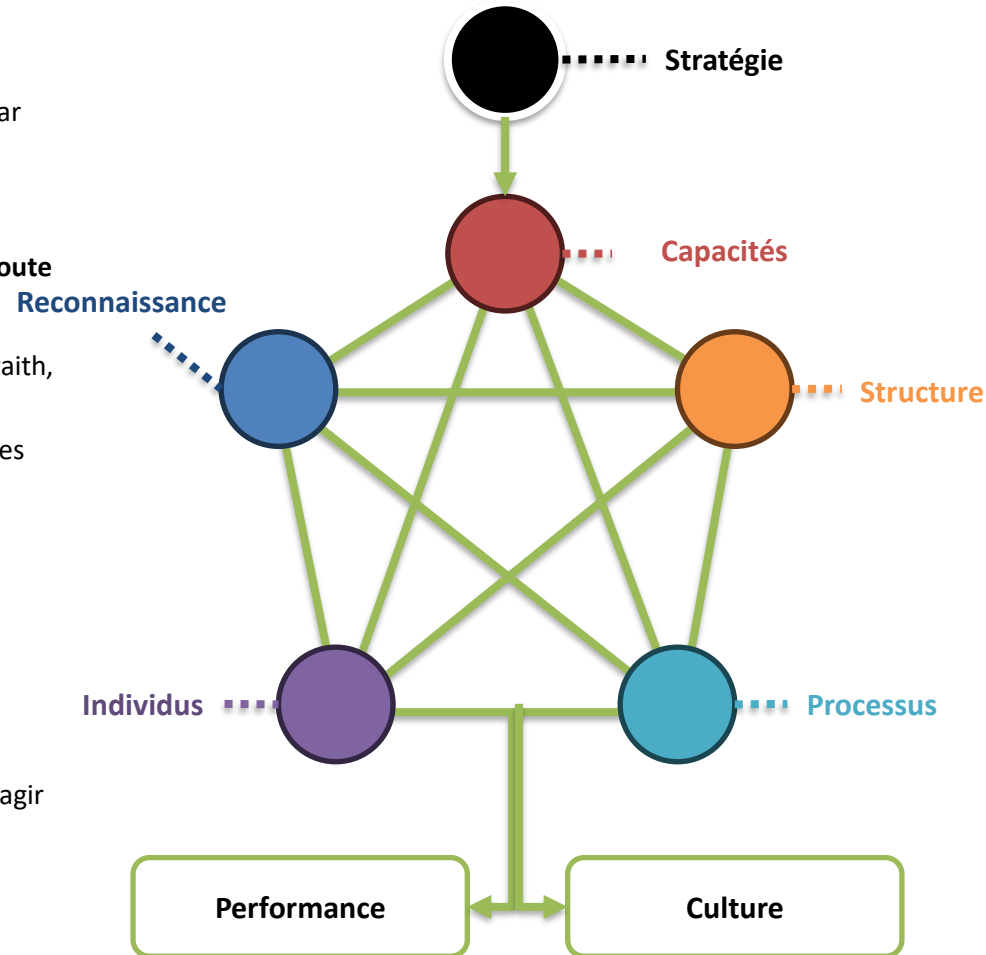 Stratégie
ar
Capacités
oute
Reconnaissance
aith,
Structure
es
Individus
Processus
agir
Performance
Culture